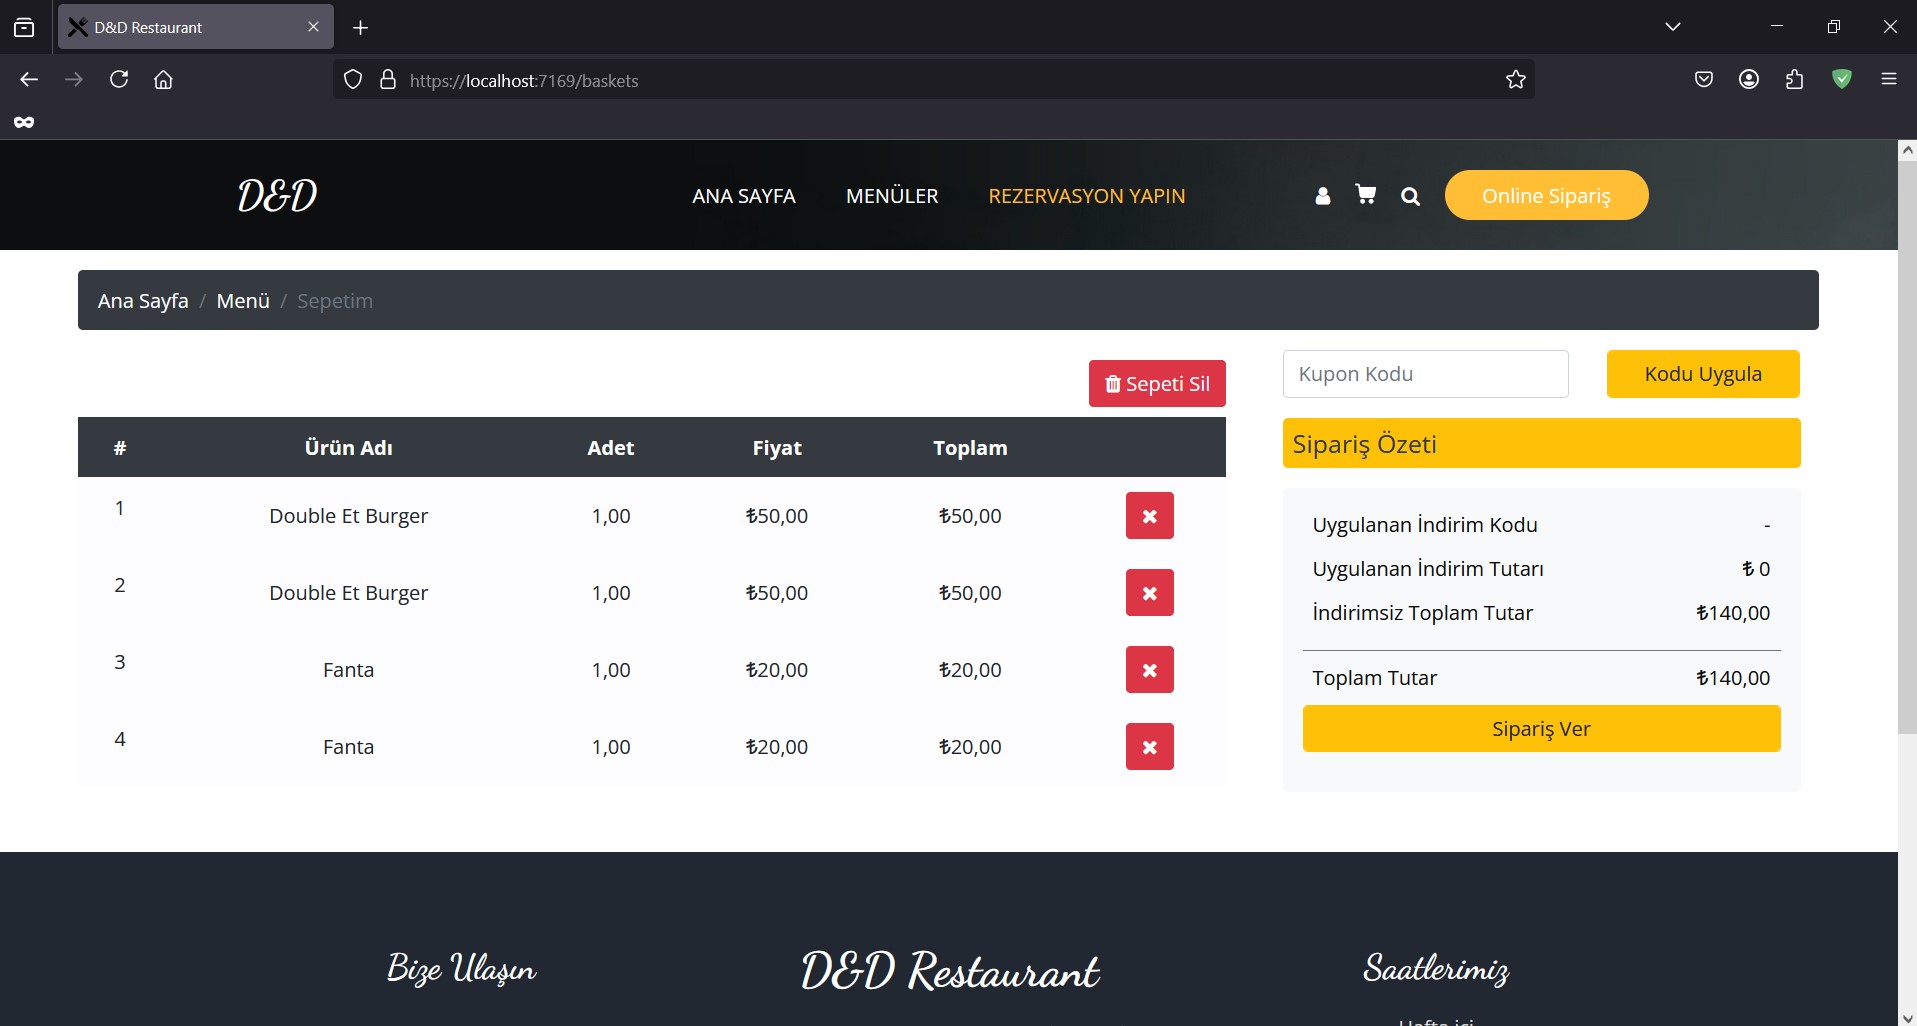 D&D Restaurant
https://localhost:7169/baskets
D&D
ANA SAYFA
MENÜLER
REZERVASYON YAPIN
Online Sipariş
Ana Sayfa / Menü / Sepetim
Sepeti Sil
# Ürün Adı Adet Fiyat Toplam
1 Double Et Burger 1,00 ₺50,00 ₺50,00
2 Double Et Burger 1,00 ₺50,00 ₺50,00
3 Fanta 1,00 ₺20,00 ₺20,00
4 Fanta 1,00 ₺20,00 ₺20,00
Kupon Kodu
Kodu Uygula
Sipariş Özeti
Uygulanan İndirim Kodu -
Uygulanan İndirim Tutarı ₺ 0
İndirimsiz Toplam Tutar ₺140,00
Toplam Tutar ₺140,00
Sipariş Ver
Bize Ulaşın
D&D Restaurant
Saatlerimiz